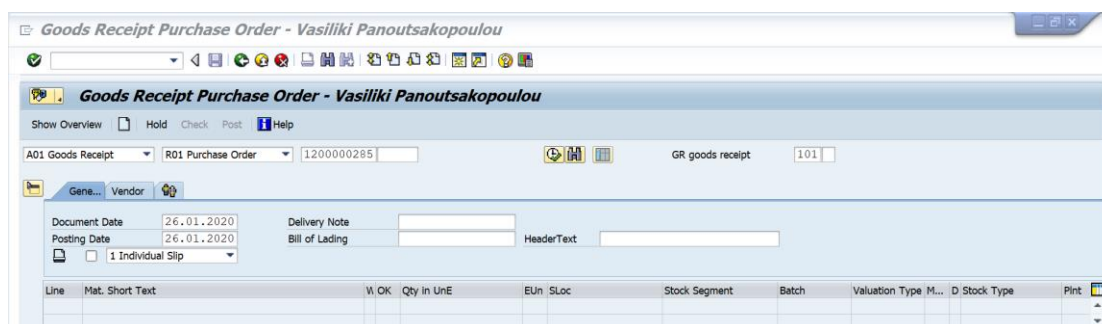 Goods Receipt Purchase Order - Vasiliki Panoutsakopoulou
Goods Receipt Purchase Order - Vasiliki Panoutsakopoulou
Show Overview Hold Check Post Help
A01 Goods Receipt R01 Purchase Order 1200000285 GR goods receipt 101
Gene... Vendor
Document Date 26.01.2020 Delivery Note
Posting Date 26.01.2020 Bill of Lading HeaderText
1 Individual Slip
Line Mat. Short Text OK Qty in UnE EUn SLoc Stock Segment Batch Valuation Type M... D Stock Type Plnt